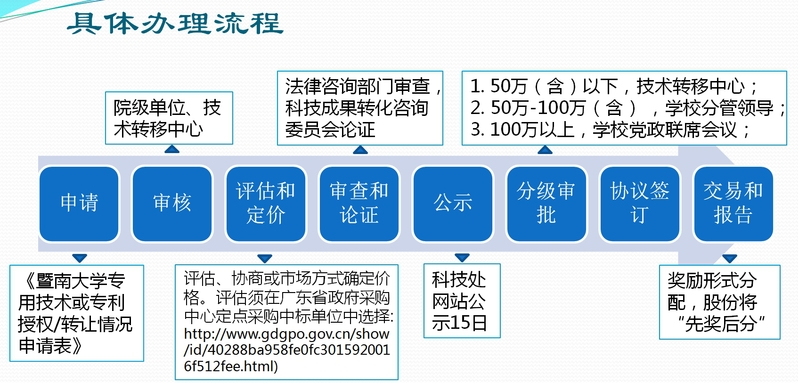 具体办理流程
院级单位、技
术转移中心
法律咨询部门审查，
科技成果转化咨询
委员会论证
1. 50万（含）以下，技术转移中心；
2. 50万-100万（含），学校分管领导；
3. 100万以上，学校党政联席会议；
申请
审核
评估和
定价
审查和
论证
公示
分级审
批
协议签
订
交易和
报告
《暨南大学专
用技术或专利
授权/转让情况
申请表》
评估、协商或市场方式确定价
格。评估须在广东省政府采购
中心定点采购中标单位中选择:
http://www.gdgpo.gov.cn/show
/id/40288ba958fe0fc301592001
6f512fee.html)
科技处
网站公
示15日
奖励形式分
配，股份将
“先奖后分”